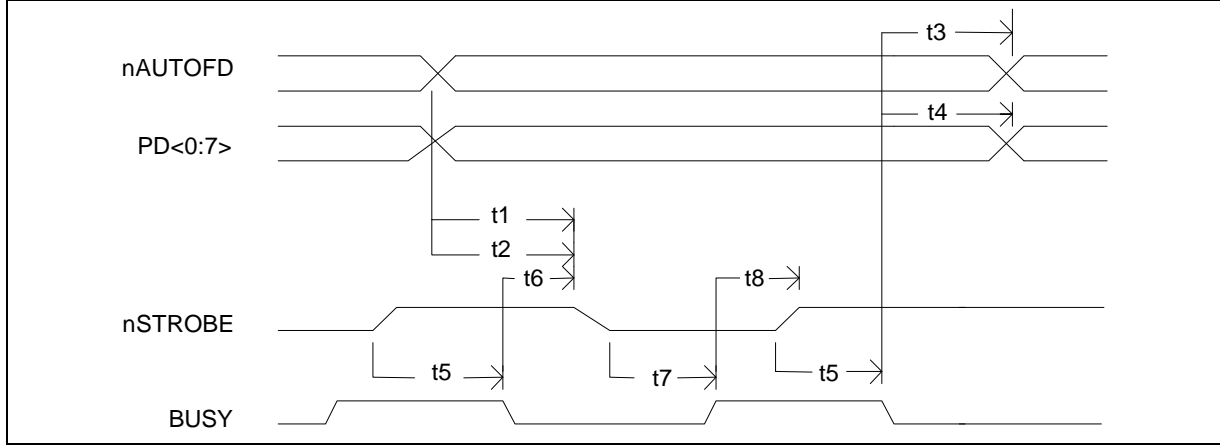 t3
nAUTOFD
t4
PD<0:7>
t1
t2
t6
t8
nSTROBE
t5
t7
t5
BUSY